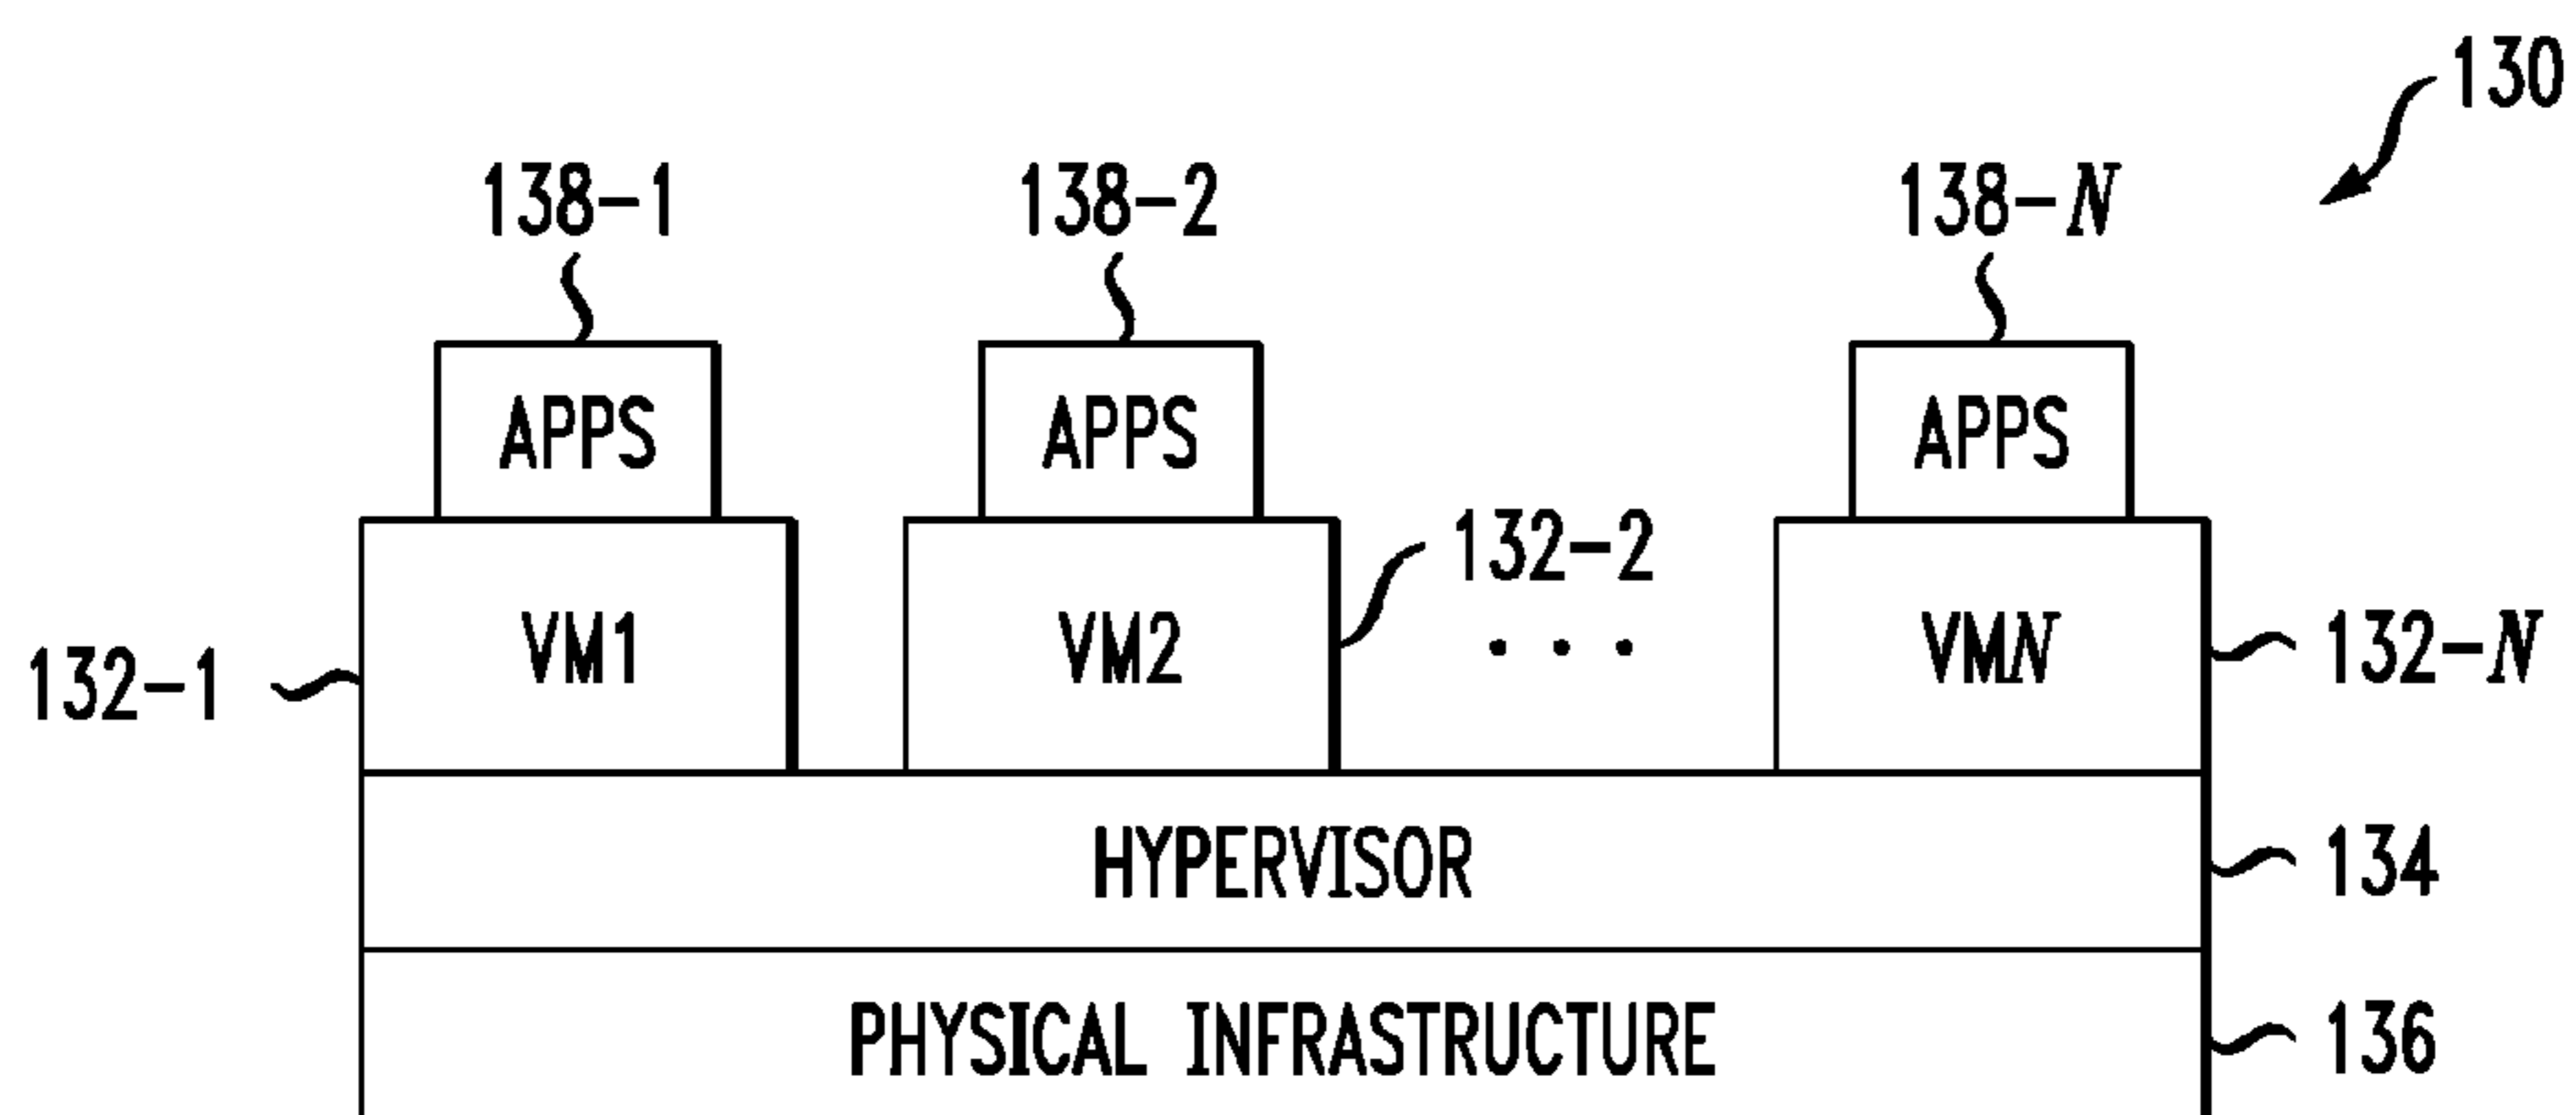 130
138-1 138-2 138-N
APPS APPS APPS
132-2
VM1 VM2 . . . VMN 132-N
132-1
HYPERVISOR 134
PHYSICAL INFRASTRUCTURE 136